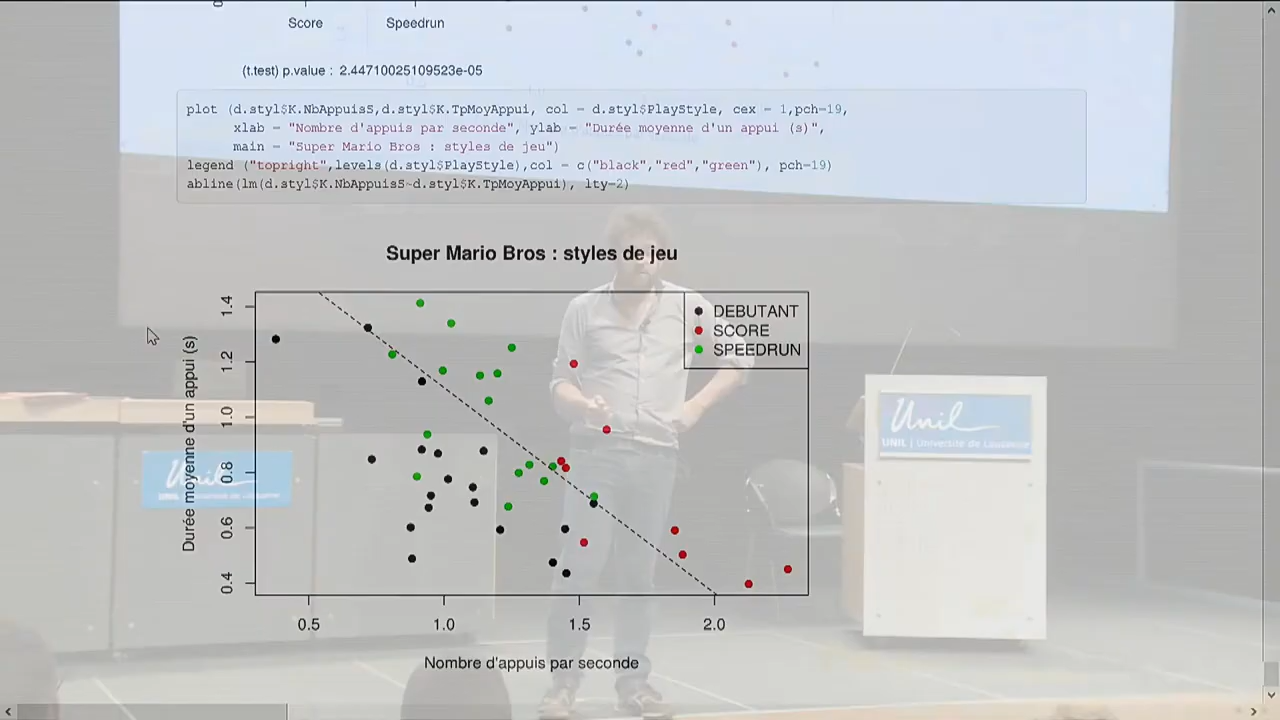 Score Speedrun
(t.test) p.value : 2.44710025109523e-05
plot (d.styl$K.NbAppuisS,d.styl$K.TpMoyAppui, col = d.styl$PlayStyle, cex = 1,pch=19,
xlab = "Nombre d'appuis par seconde", ylab = "Durée moyenne d'un appui (s)",
main = "Super Mario Bros : styles de jeu")
legend ("topright",levels(d.styl$PlayStyle),col = c("black","red","green"), pch=19)
abline(lm(d.styl$K.NbAppuisS~d.styl$K.TpMoyAppui), lty=2)
Super Mario Bros : styles de jeu
DEBUTANT
SCORE
SPEEDRUN
Durée moyenne d'un appui (s)
1.4
1.2
1.0
0.8
0.6
0.4
0.5 1.0 1.5 2.0
Nombre d'appuis par seconde
Unil
UNIL | Université de Lausanne
Unil
UNIL | Université de Lausanne